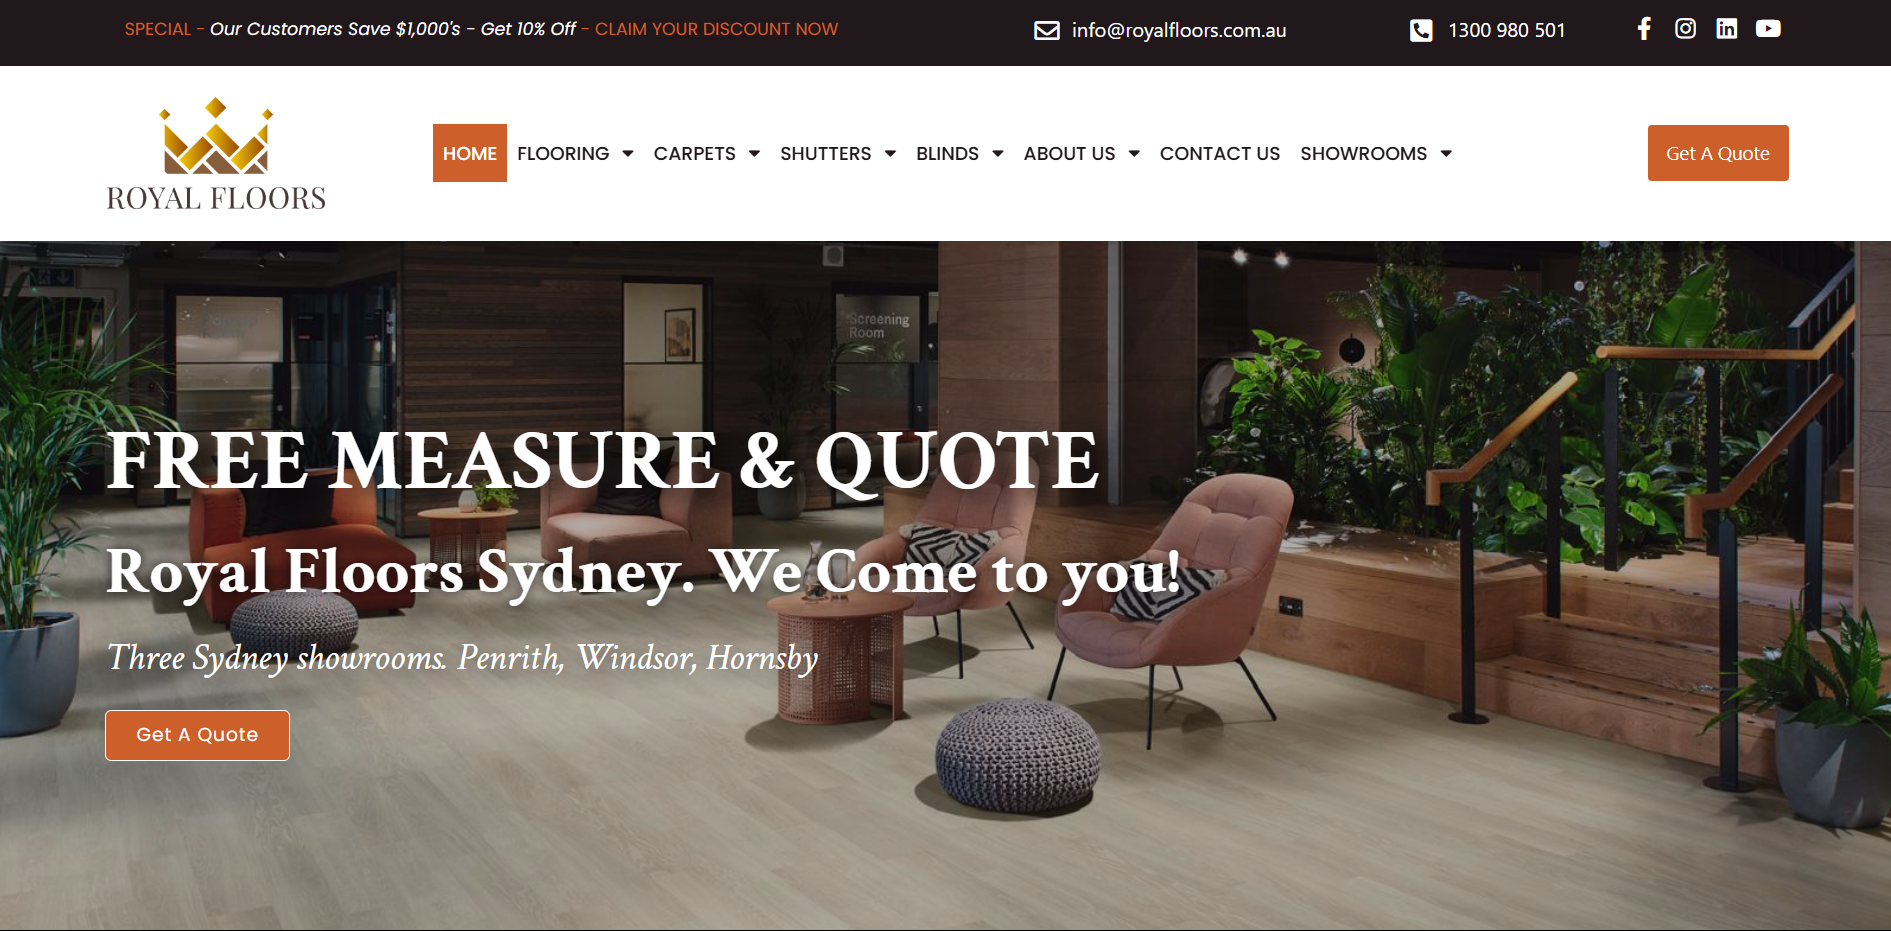 SPECIAL - Our Customers Save $1,000's - Get 10% Off - CLAIM YOUR DISCOUNT NOW
info@royalfloors.com.au
1300 980 501
ROYAL FLOORS
HOME FLOORING CARPETS SHUTTERS BLINDS ABOUT US CONTACT US SHOWROOMS
Get A Quote
Screening
Room
FREE MEASURE & QUOTE
Royal Floors Sydney. We Come to you!
Three Sydney showrooms. Penrith, Windsor, Hornsby
Get A Quote